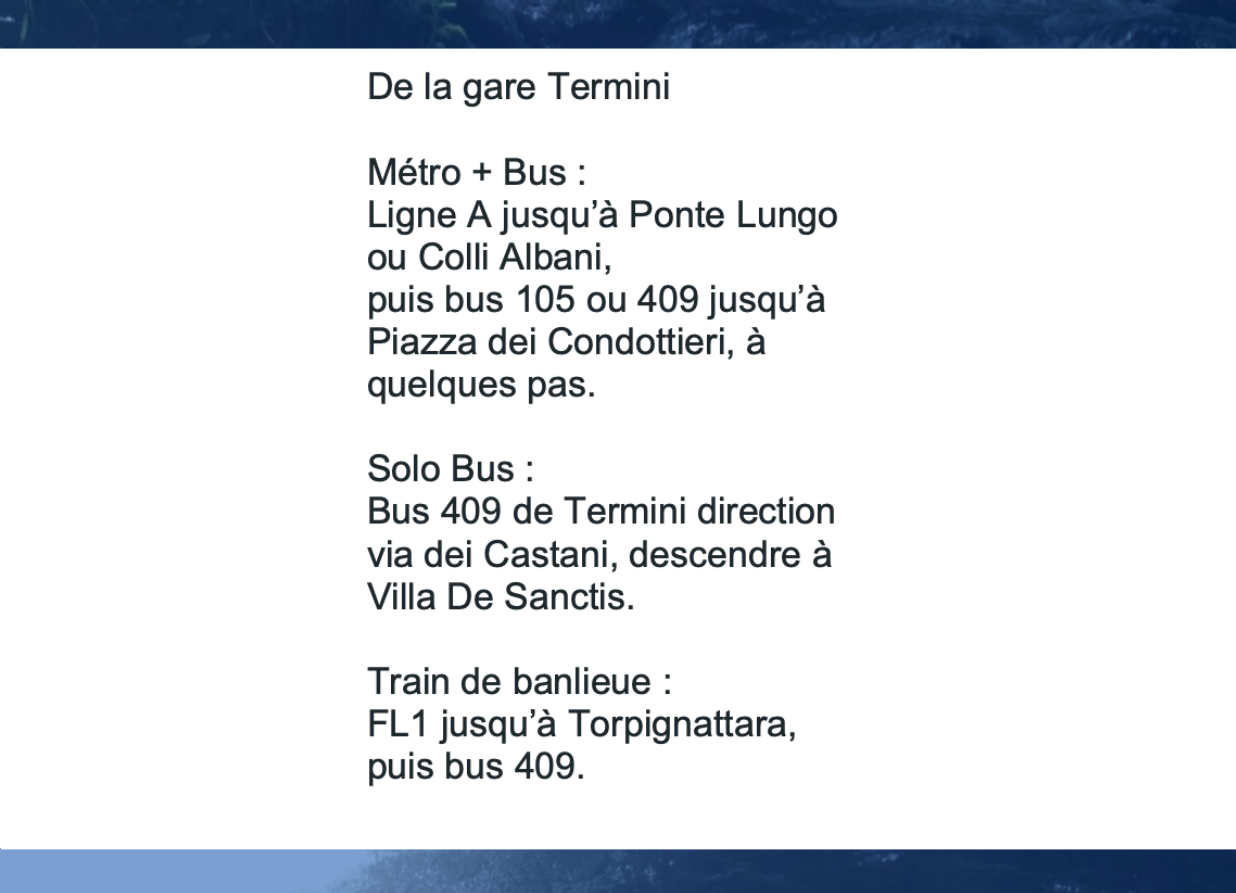 De la gare Termini
Métro + Bus :
Ligne A jusqu’à Ponte Lungo
ou Colli Albani,
puis bus 105 ou 409 jusqu’à
Piazza dei Condottieri, à
quelques pas.
Solo Bus :
Bus 409 de Termini direction
via dei Castani, descendre à
Villa De Sanctis.
Train de banlieue :
FL1 jusqu’à Torpignattara,
puis bus 409.